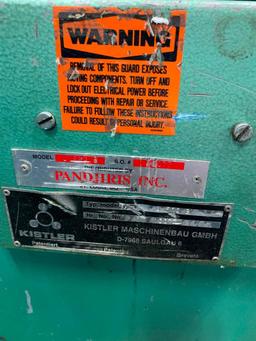 WARNING
REMOVAL OF THIS GUARD EXPOSES
MOVING COMPONENTS. TURN OFF AND
LOCK OUT ELECTRICAL POWER BEFORE
PROCEEDING WITH REPAIR OR SERVICE.
FAILURE TO FOLLOW THESE INSTRUCTIONS
COULD RESULT IN PERSONAL INJURY.
MODEL S.O. #
PANDJIRIS, INC.
ST. LOUIS, USA
KISTLER
KISTLER MASCHINENBAU GMBH
D-7968 SAULGAU 6
Patentiert
Brevets